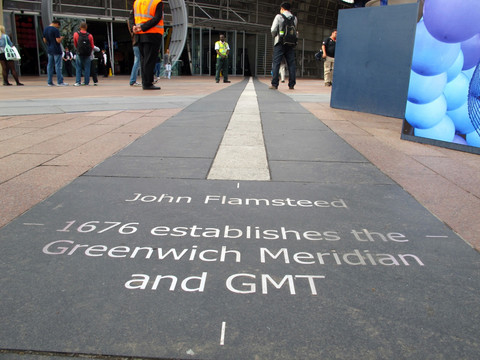 John Flamsteed
1676 establishes the
Greenwich Meridian
and GMT